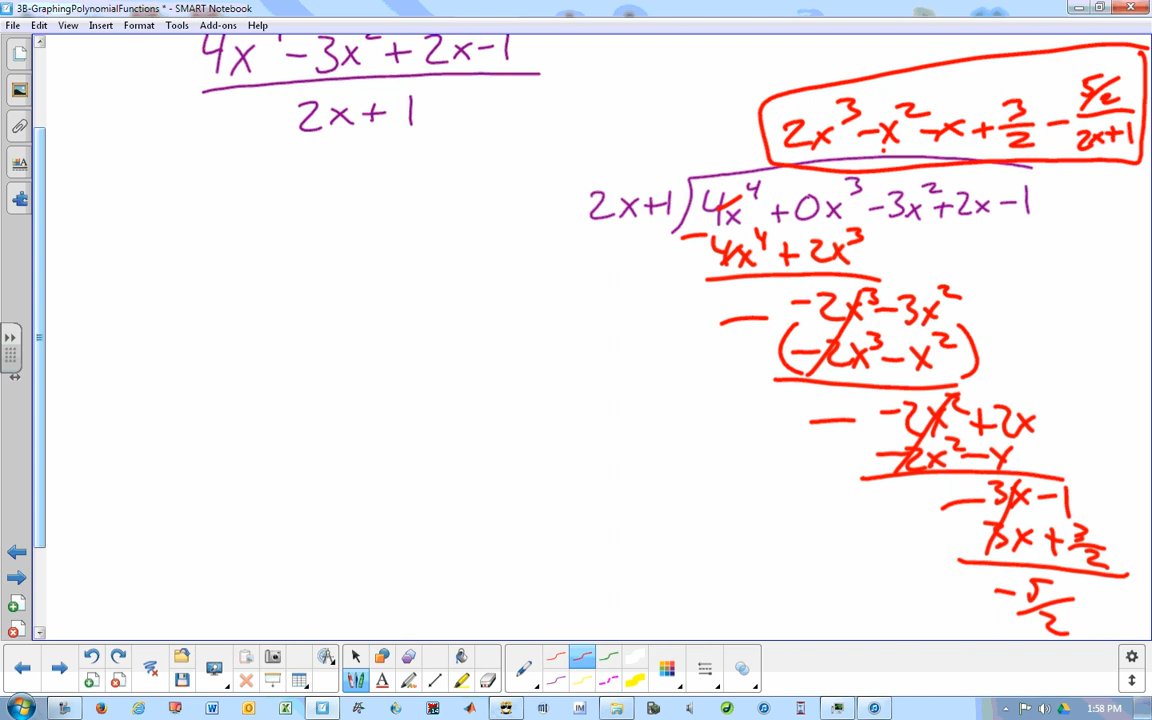 3B-GraphingPolynomialFunctions * - SMART Notebook
File Edit View Insert Format Tools Add-ons Help
4x⁴ - 3x² + 2x - 1
2x + 1
2x³ - x² - x + 3/2 - 5/2 / 2x+1
2x+1 ) 4x⁴ + 0x³ - 3x² + 2x - 1
- 4x⁴ + 2x³
- -2x³ - 3x²
(-2x³ - x²)
- -2x² + 2x
-2x² - x
- 3x - 1
3x + 3/2
- 5/2
1:58 PM